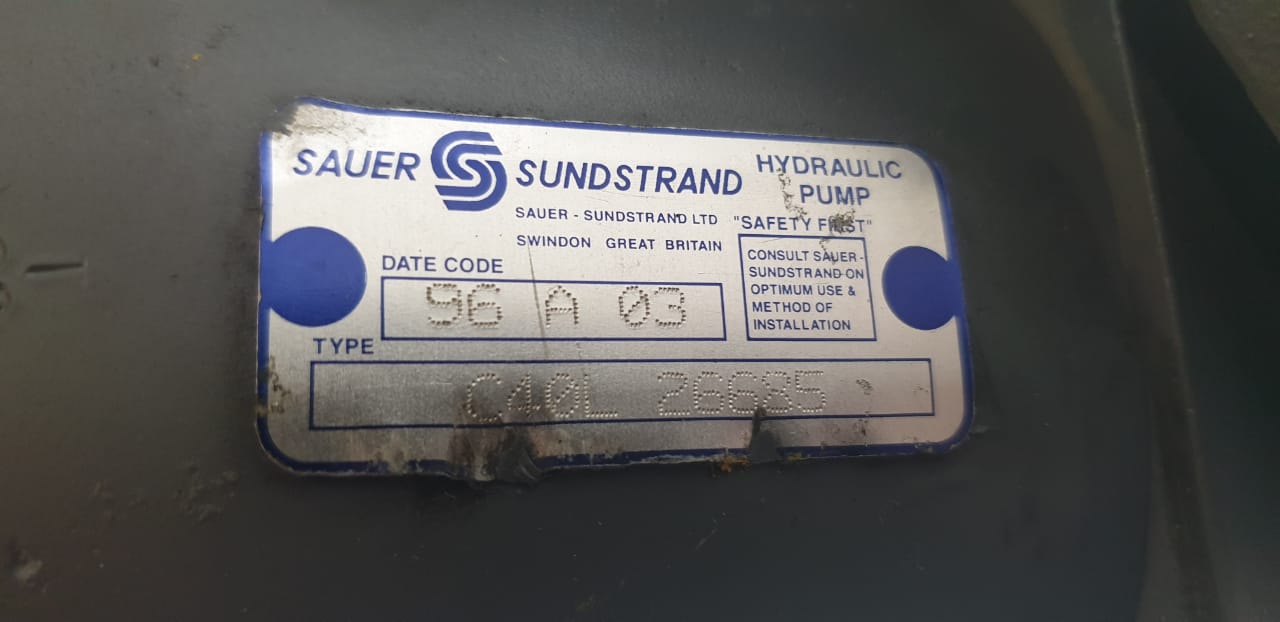 SAUER SUNDSTRAND
HYDRAULIC
PUMP
SAUER - SUNDSTRAND LTD
SWINDON GREAT BRITAIN
"SAFETY FIRST"
CONSULT SAUER-
SUNDSTRAND ON
OPTIMUM USE &
METHOD OF
INSTALLATION
DATE CODE
96 A 03
TYPE
C40L 26685